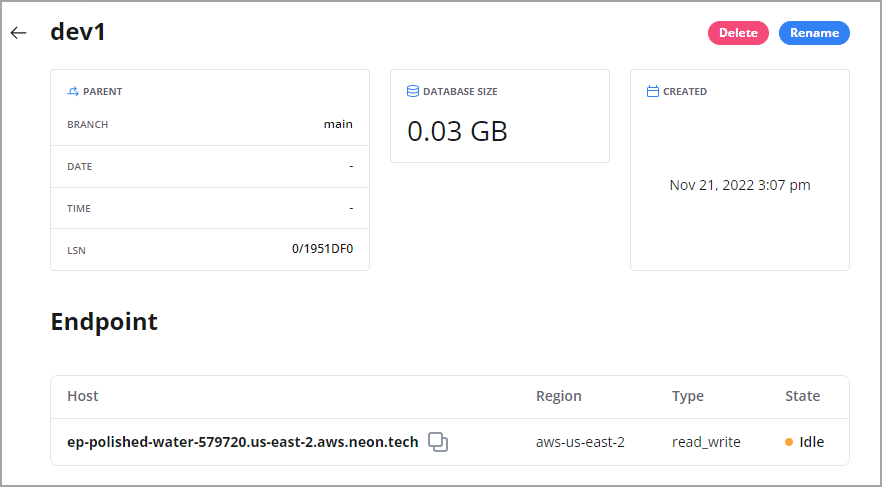 dev1
Delete
Rename
PARENT
BRANCH main
DATE -
TIME -
LSN 0/1951DF0
DATABASE SIZE
0.03 GB
CREATED
Nov 21, 2022 3:07 pm
Endpoint
Host Region Type State
ep-polished-water-579720.us-east-2.aws.neon.tech aws-us-east-2 read_write Idle